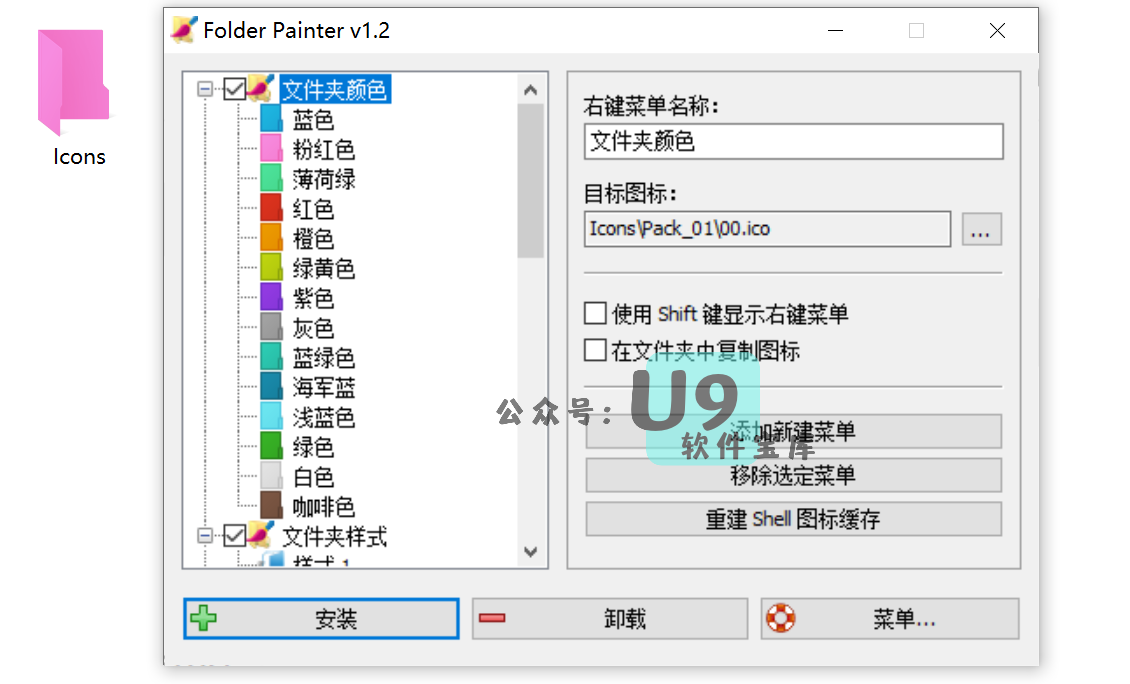 Icons
Folder Painter v1.2
文件夹颜色
蓝色
粉红色
薄荷绿
红色
橙色
绿黄色
紫色
灰色
蓝绿色
海军蓝
浅蓝色
绿色
白色
咖啡色
文件夹样式
样式 1
右键菜单名称:
文件夹颜色
目标图标:
Icons\Pack_01\00.ico
...
使用 Shift 键显示右键菜单
在文件夹中复制图标
公众号: U9
软件宝库
添加新建菜单
移除选定菜单
重建 Shell 图标缓存
安装
卸载
菜单...